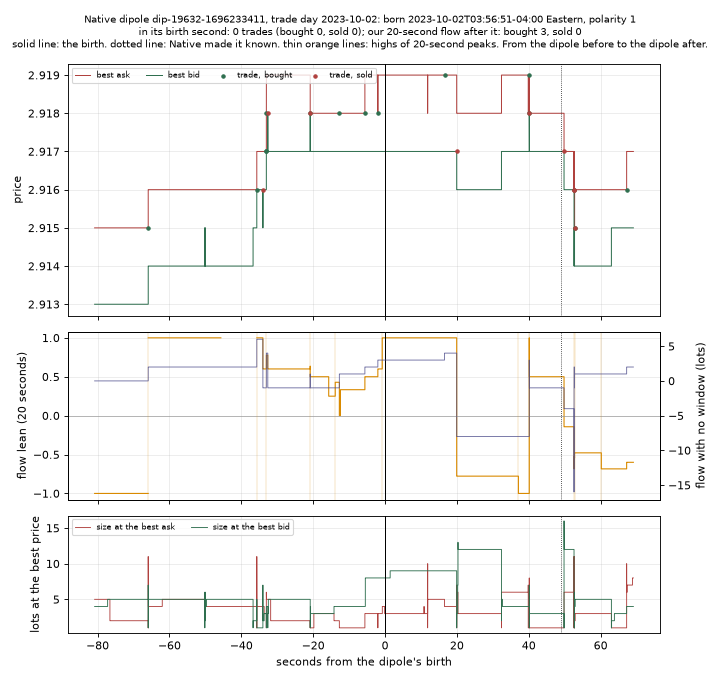 Native dipole dip-19632-1696233411, trade day 2023-10-02: born 2023-10-02T03:56:51-04:00 Eastern, polarity 1
in its birth second: 0 trades (bought 0, sold 0); our 20-second flow after it: bought 3, sold 0
solid line: the birth. dotted line: Native made it known. thin orange lines: highs of 20-second peaks. From the dipole before to the dipole after.
best ask
best bid
trade, bought
trade, sold
2.919
2.918
2.917
2.916
2.915
2.914
2.913
price
1.0
0.5
0.0
−0.5
−1.0
flow lean (20 seconds)
5
0
−5
−10
−15
flow with no window (lots)
size at the best ask
size at the best bid
15
10
5
lots at the best price
−80
−60
−40
−20
0
20
40
60
seconds from the dipole's birth